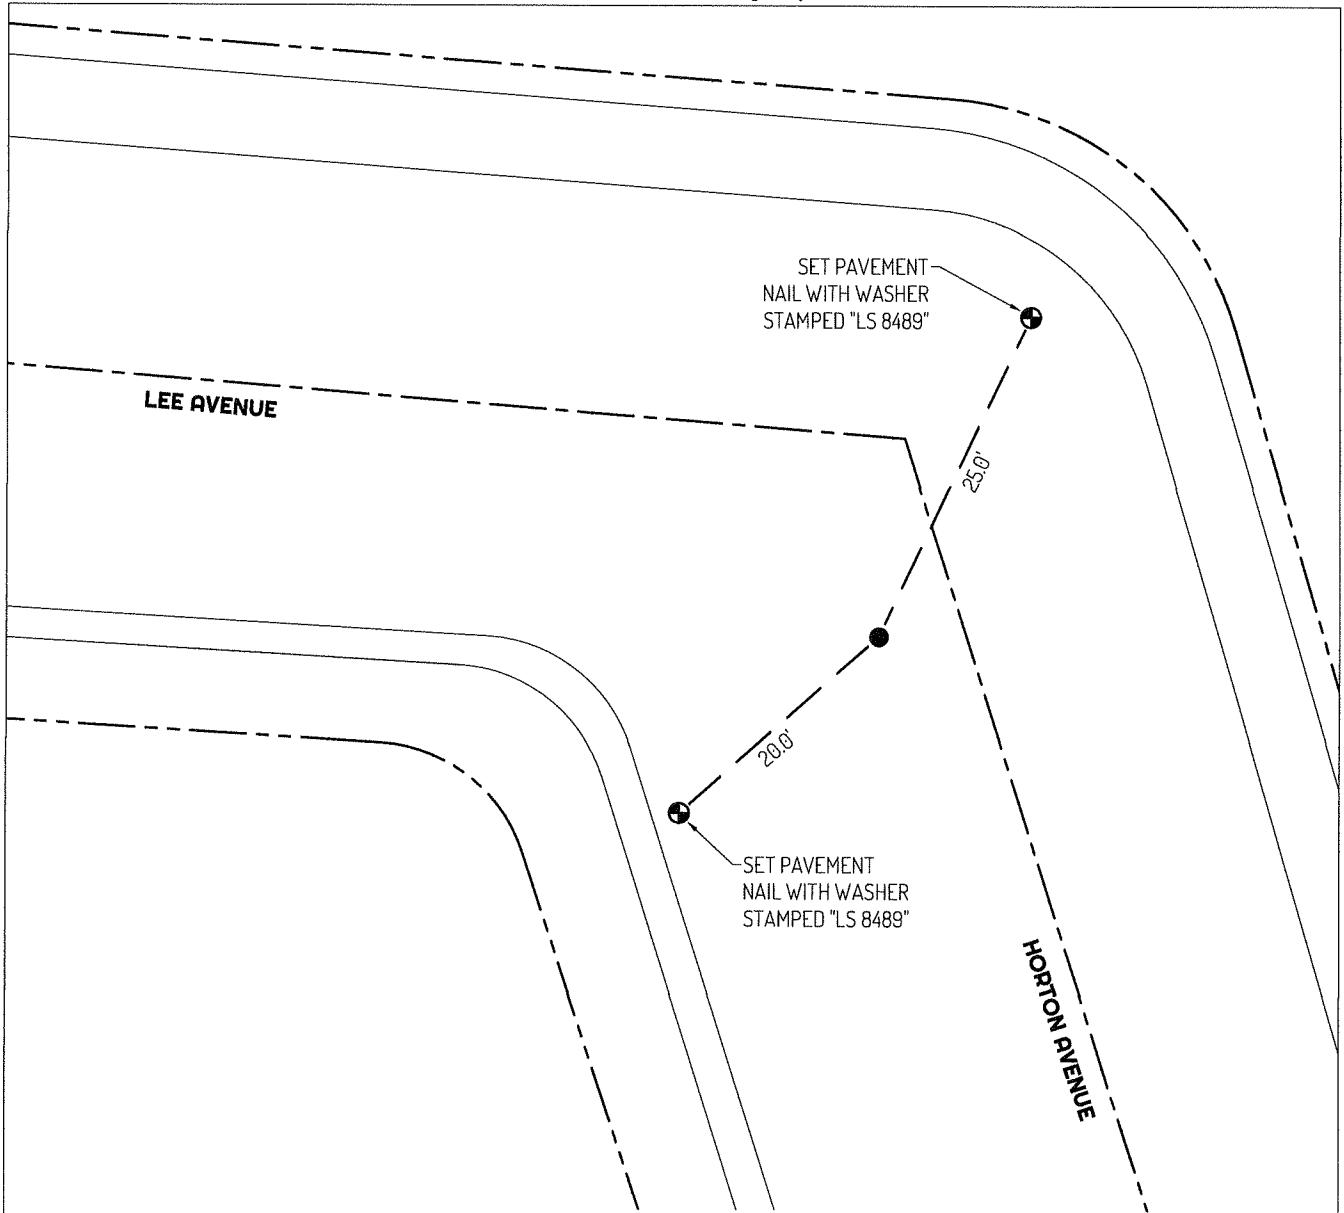 SET PAVEMENT
NAIL WITH WASHER
STAMPED "LS 8489"
LEE AVENUE
25.0'
20.0'
SET PAVEMENT
NAIL WITH WASHER
STAMPED "LS 8489"
HORTON AVENUE